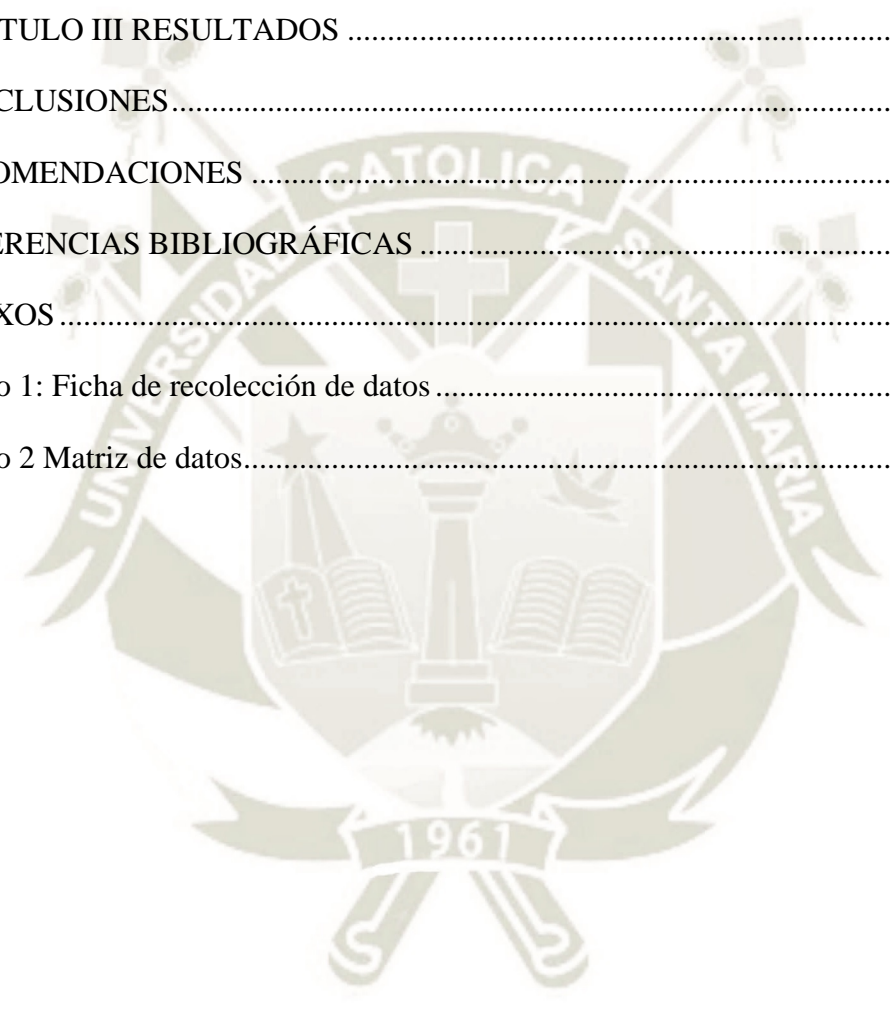 TULO III RESULTADOS ....................................................................
CLUSIONES..........................................................................................
OMENDACIONES ................................................................................
ERENCIAS BIBLIOGRÁFICAS ...........................................................
XOS ........................................................................................................
o 1: Ficha de recolección de datos .........................................................
o 2 Matriz de datos.................................................................................
UNIVERSIDAD CATOLICA SANTA MARIA
1961